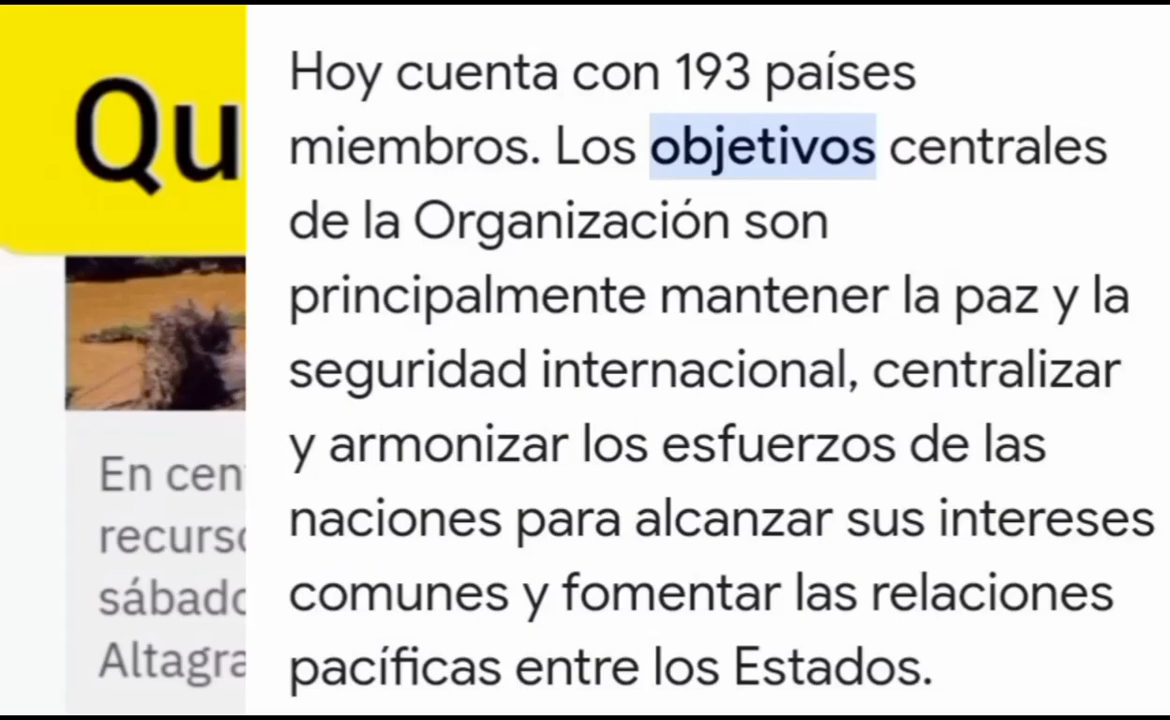 Hoy cuenta con 193 países
miembros. Los objetivos centrales
de la Organización son
principalmente mantener la paz y la
seguridad internacional, centralizar
y armonizar los esfuerzos de las
naciones para alcanzar sus intereses
comunes y fomentar las relaciones
pacíficas entre los Estados.
Qu
En cen
recurso
sábado
Altagra